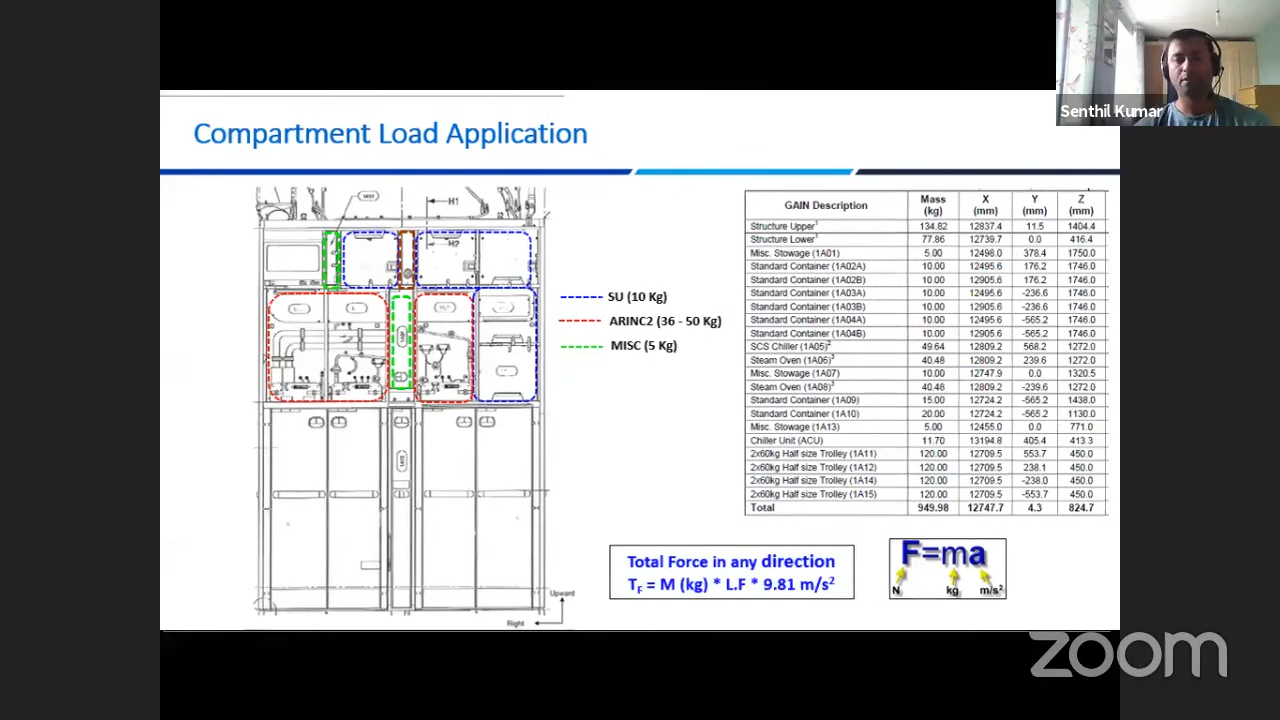 Senthil Kumar
Compartment Load Application
H1
H2
SU (10 Kg)
ARINC2 (36 - 50 Kg)
MISC (5 Kg)
Upward
Right
GAIN Description Mass (kg) X (mm) Y (mm) Z (mm)
Structure Upper¹ 134.82 12837.4 11.5 1404.4
Structure Lower¹ 77.86 12739.7 0.0 416.4
Misc. Stowage (1A01) 5.00 12498.0 378.4 1750.0
Standard Container (1A02A) 10.00 12495.6 176.2 1746.0
Standard Container (1A02B) 10.00 12905.6 176.2 1746.0
Standard Container (1A03A) 10.00 12495.6 -236.6 1746.0
Standard Container (1A03B) 10.00 12905.6 -236.6 1746.0
Standard Container (1A04A) 10.00 12495.6 -565.2 1746.0
Standard Container (1A04B) 10.00 12905.6 -565.2 1746.0
SCS Chiller (1A05)² 49.64 12809.2 568.2 1272.0
Steam Oven (1A06)³ 40.48 12809.2 239.6 1272.0
Misc. Stowage (1A07) 10.00 12747.9 0.0 1320.5
Steam Oven (1A08)³ 40.48 12809.2 -239.6 1272.0
Standard Container (1A09) 15.00 12724.2 -565.2 1438.0
Standard Container (1A10) 20.00 12724.2 -565.2 1130.0
Misc. Stowage (1A13) 5.00 12455.0 0.0 771.0
Chiller Unit (ACU) 11.70 13194.8 405.4 413.3
2x60kg Half size Trolley (1A11) 120.00 12709.5 553.7 450.0
2x60kg Half size Trolley (1A12) 120.00 12709.5 238.1 450.0
2x60kg Half size Trolley (1A14) 120.00 12709.5 -238.0 450.0
2x60kg Half size Trolley (1A15) 120.00 12709.5 -553.7 450.0
Total 949.98 12747.7 4.3 824.7
Total Force in any direction
T_F = M (kg) * L.F * 9.81 m/s²
F=ma
N kg m/s²
zoom